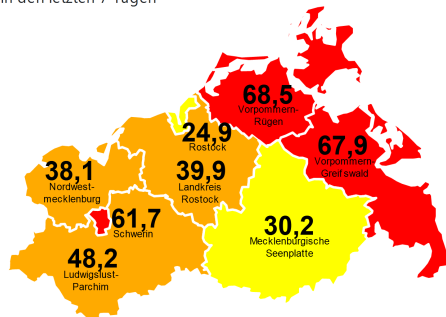 in den letzten 7 Tagen
68,5
Vorpommern-
Rügen
24,9
Rostock
67,9
Vorpommern-
Greifswald
38,1
Nordwest-
mecklenburg
39,9
Landkreis
Rostock
61,7
Schwerin
30,2
Mecklenburgische
Seenplatte
48,2
Ludwigslust-
Parchim